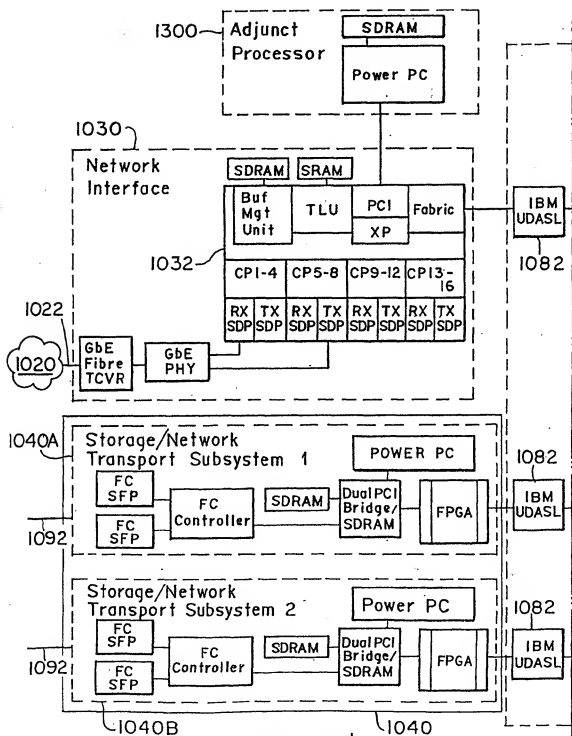 1300
Adjunct
Processor
SDRAM
Power PC
1030
Network
Interface
SDRAM
SRAM
Buf
Mgt
Unit
TLU
PCI
XP
Fabric
IBM
UDASL
1082
1032
CP1-4
CP5-8
CP9-12
CP13-
16
RX
SDP
TX
SDP
RX
SDP
TX
SDP
RX
SDP
TX
SDP
RX
SDP
TX
SDP
1022
1020
GbE
Fibre
TCVR
GbE
PHY
1040A
Storage/Network
Transport Subsystem 1
POWER PC
FC
SFP
FC
SFP
FC
Controller
SDRAM
Dual PCI
Bridge/
SDRAM
FPGA
1082
IBM
UDASL
1092
Storage/Network
Transport Subsystem 2
Power PC
FC
SFP
FC
SFP
FC
Controller
SDRAM
Dual PCI
Bridge/
SDRAM
FPGA
1082
IBM
UDASL
1092
1040B
1040